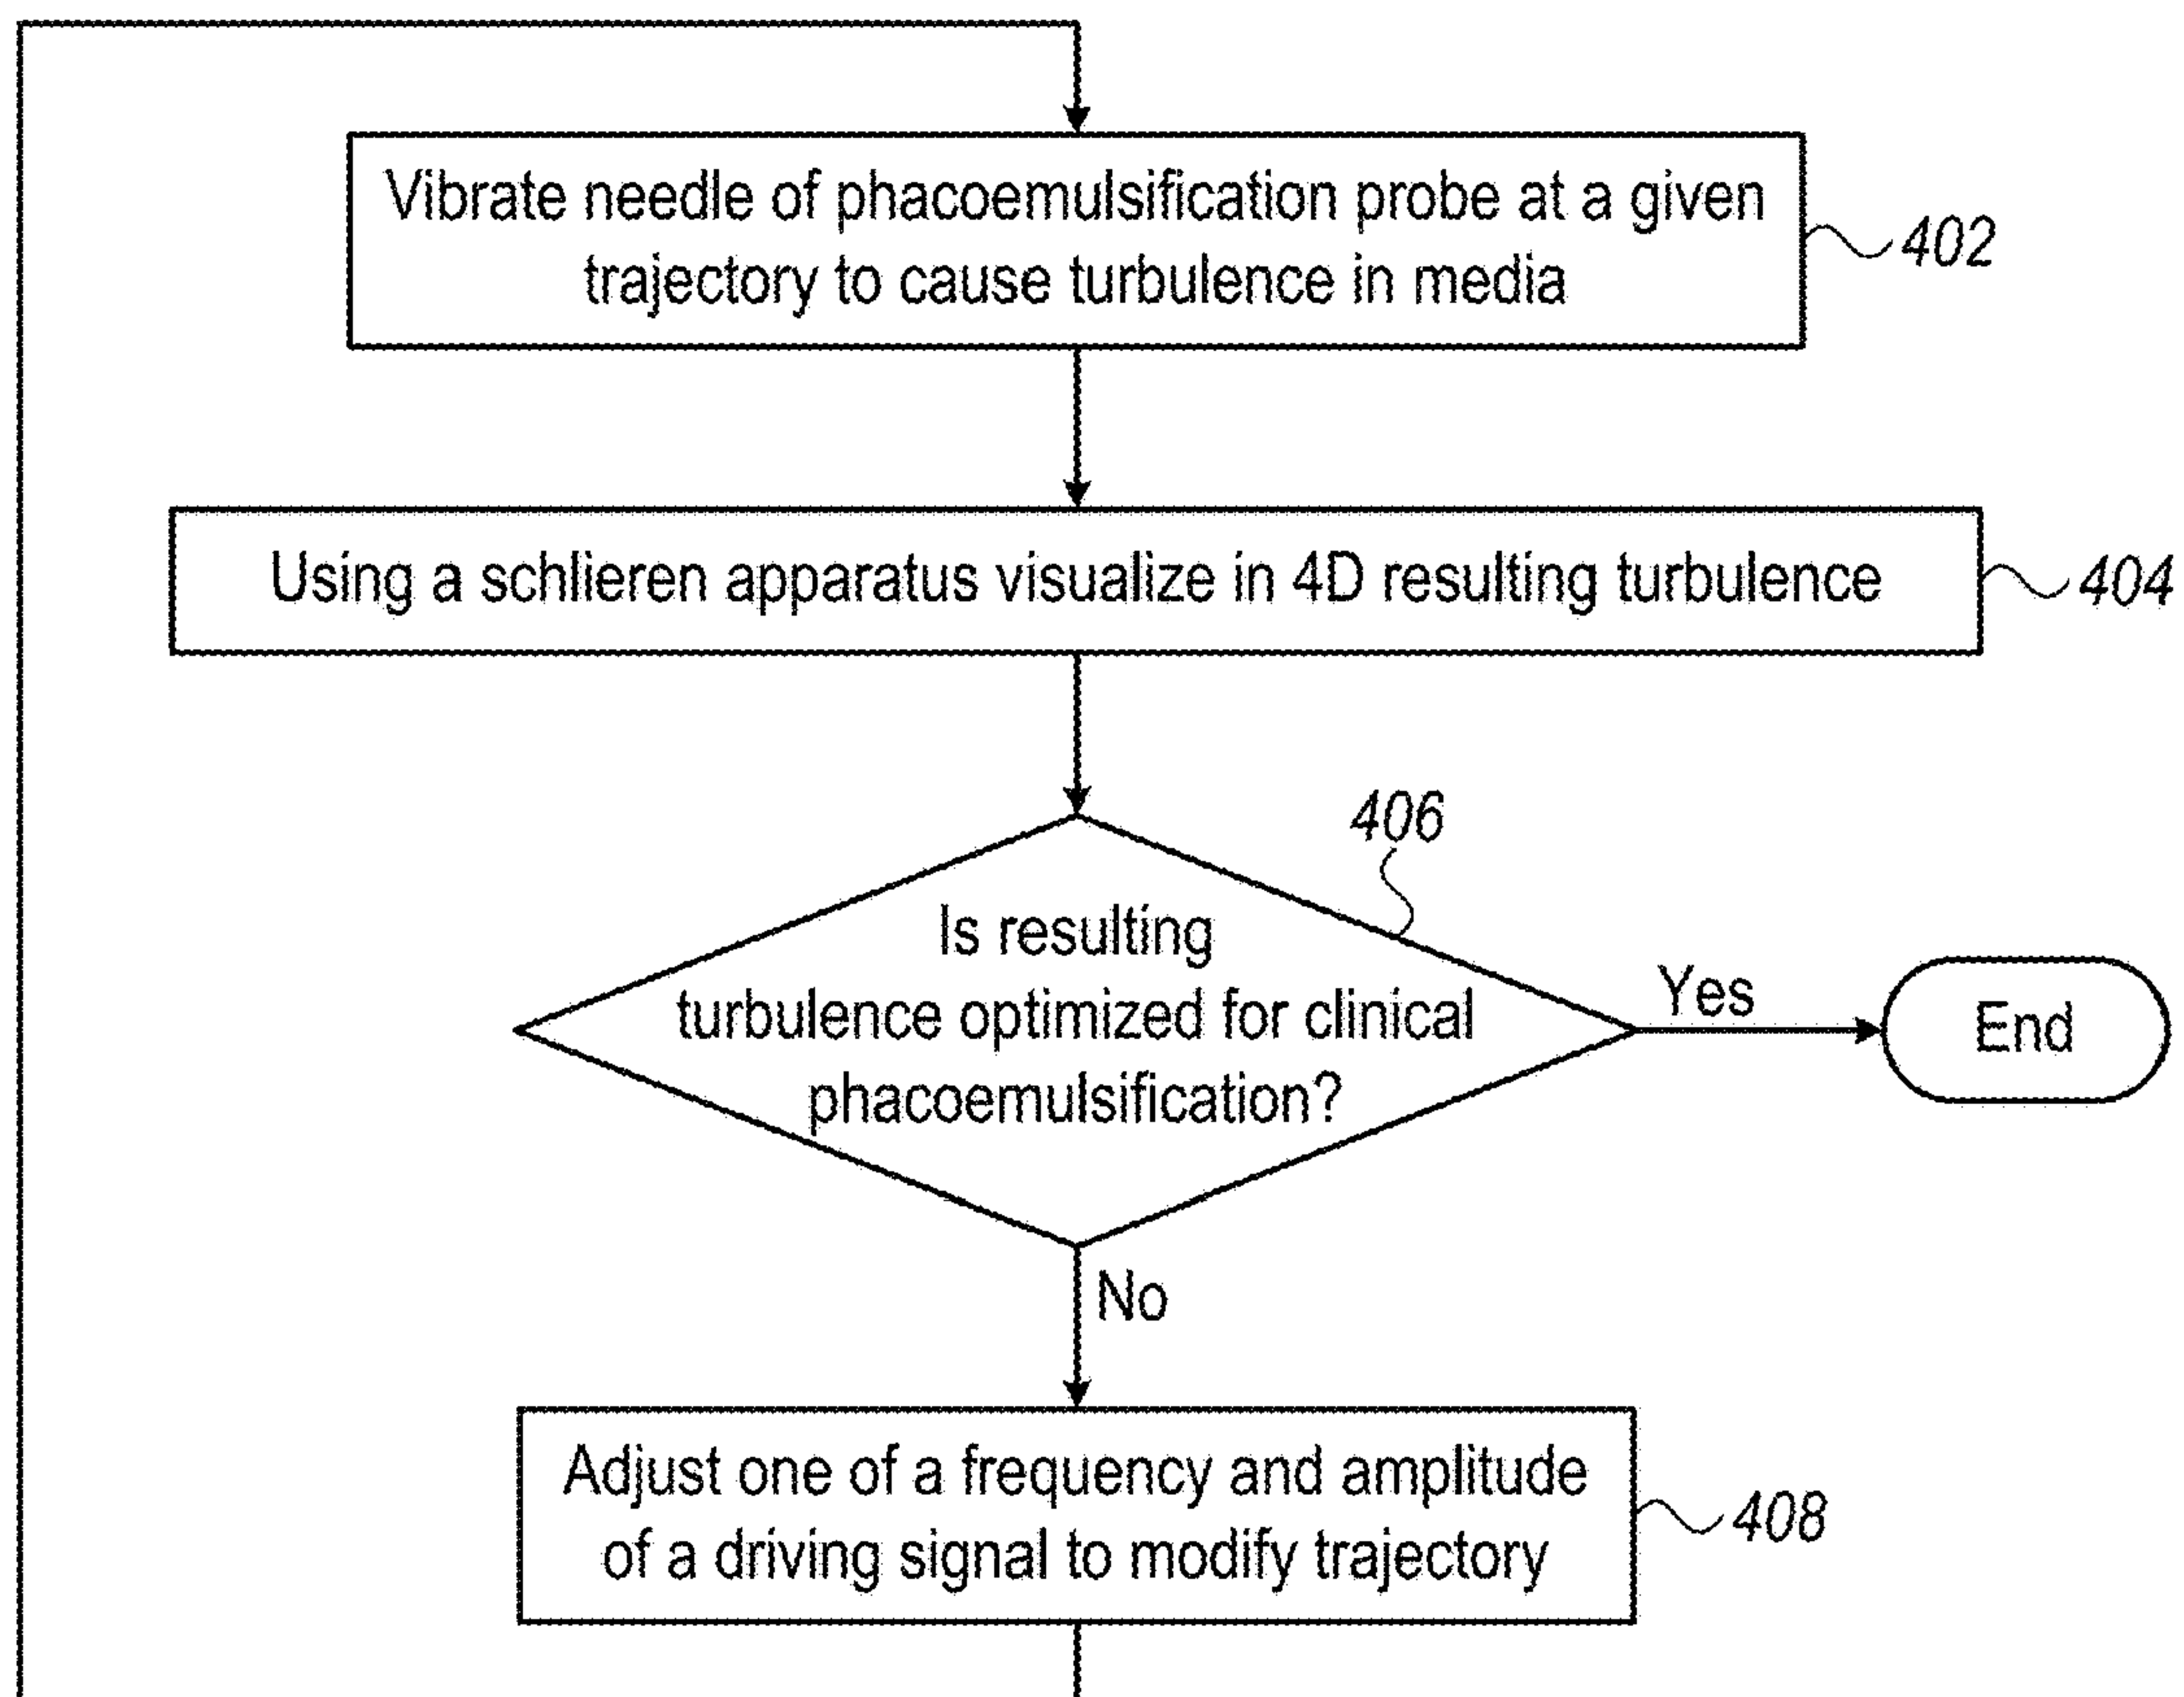 Vibrate needle of phacoemulsification probe at a given
trajectory to cause turbulence in media
402
Using a schlieren apparatus visualize in 4D resulting turbulence
404
406
Is resulting
turbulence optimized for clinical
phacoemulsification?
Yes
End
No
Adjust one of a frequency and amplitude
of a driving signal to modify trajectory
408